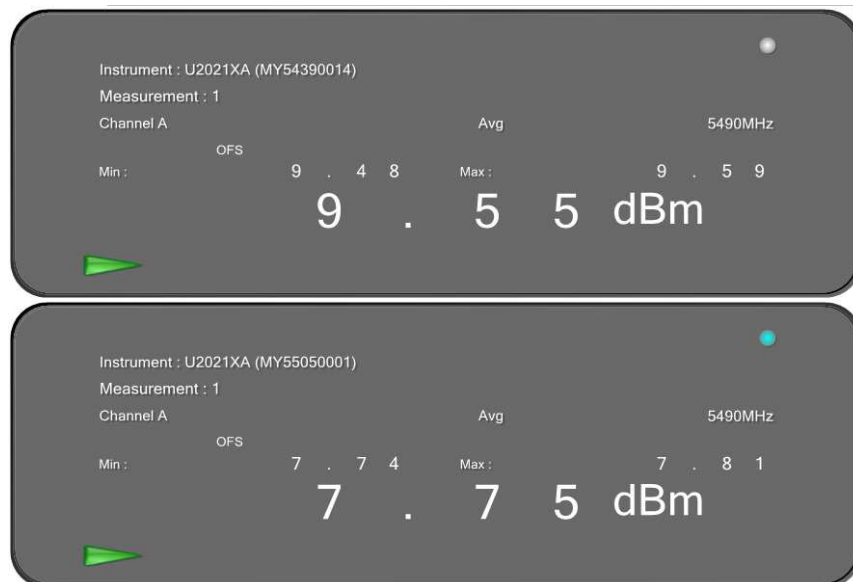 Instrument : U2021XA (MY54390014)
Measurement : 1
Channel A Avg 5490MHz
OFS
Min : 9 . 4 8 Max : 9 . 5 9
9 . 5 5 dBm
Instrument : U2021XA (MY55050001)
Measurement : 1
Channel A Avg 5490MHz
OFS
Min : 7 . 7 4 Max : 7 . 8 1
7 . 7 5 dBm